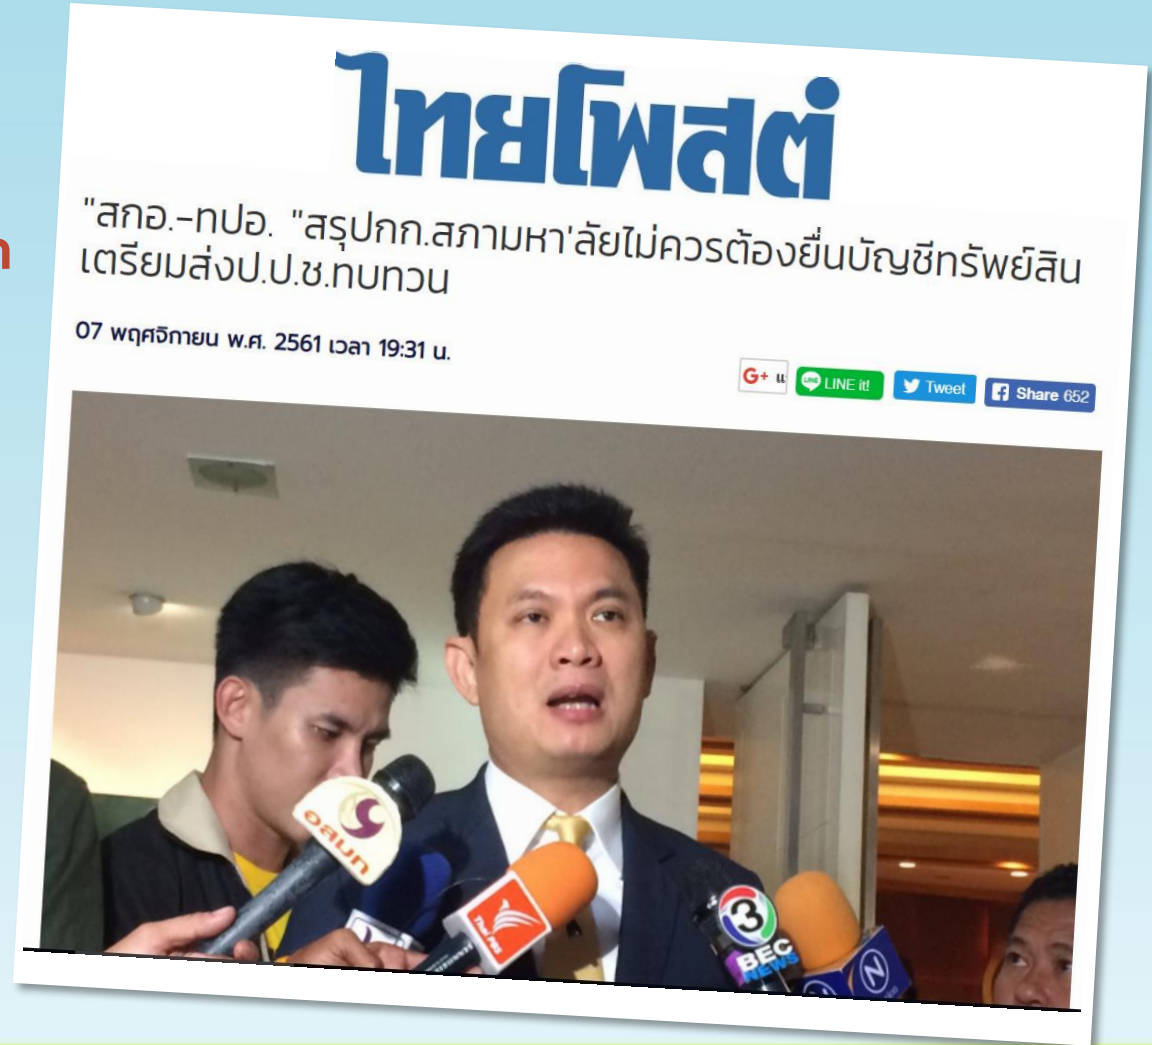 ไทยโพสต์
"สกอ.-ทปอ. "สรุปกก.สภามหา'ลัยไม่ควรต้องยื่นบัญชีทรัพย์สิน
เตรียมส่งป.ป.ช.ทบทวน
07 พฤศจิกายน พ.ศ. 2561 เวลา 19:31 น.
G+ LINE LINE it! Tweet Share 652
อสมท
Thai PBS
3
BEC
NEWS
N